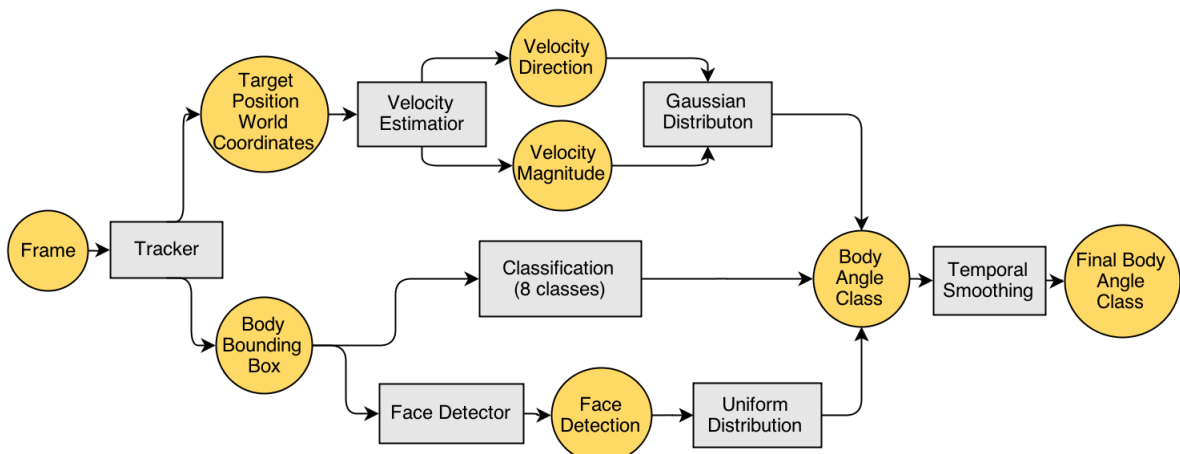 Velocity
Direction
Target
Position
World
Coordinates
Velocity
Estimatior
Gaussian
Distributon
Velocity
Magnitude
Frame
Tracker
Classification
(8 classes)
Body
Angle
Class
Temporal
Smoothing
Final Body
Angle
Class
Body
Bounding
Box
Face Detector
Face
Detection
Uniform
Distribution